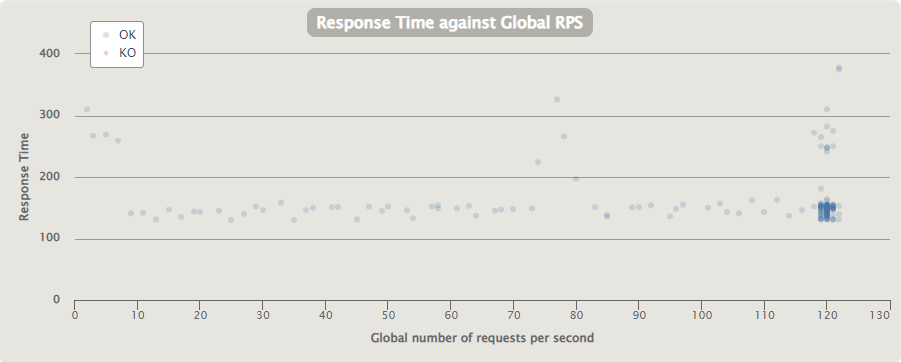 Response Time against Global RPS
OK
KO
400
300
200
100
0
Response Time
0 10 20 30 40 50 60 70 80 90 100 110 120 130
Global number of requests per second